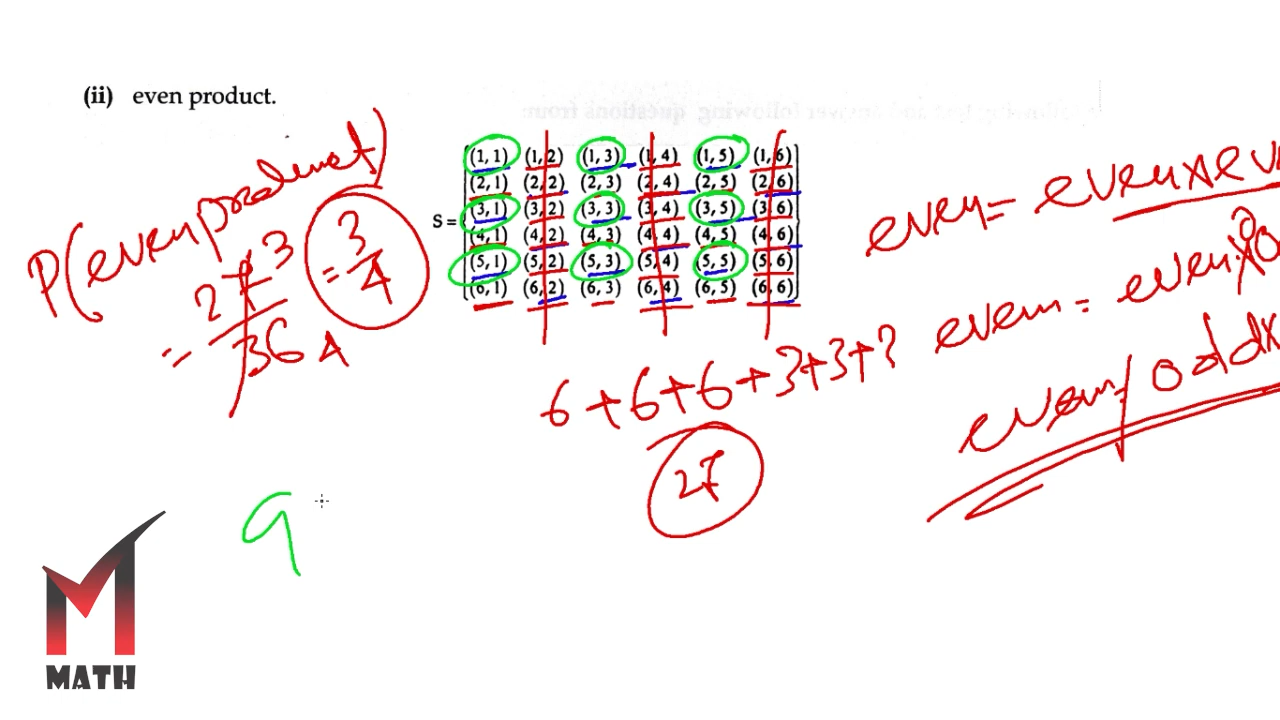 (ii) even product.
(1, 1) (1, 2) (1, 3) (1, 4) (1, 5) (1, 6)
(2, 1) (2, 2) (2, 3) (2, 4) (2, 5) (2, 6)
S = (3, 1) (3, 2) (3, 3) (3, 4) (3, 5) (3, 6)
(4, 1) (4, 2) (4, 3) (4, 4) (4, 5) (4, 6)
(5, 1) (5, 2) (5, 3) (5, 4) (5, 5) (5, 6)
(6, 1) (6, 2) (6, 3) (6, 4) (6, 5) (6, 6)
P(even product)
= 27/36 = 3/4
3
4
6+6+6+3+3+3
27
even = even x ev
even = even x
even odd x
9
MATH